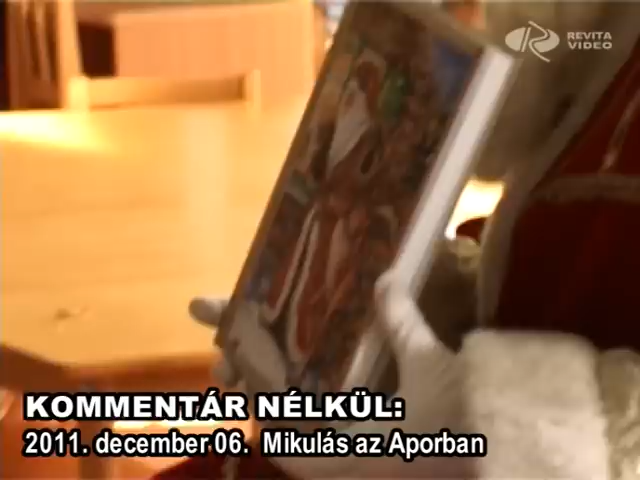 REVITA
VIDEO
KOMMENTÁR NÉLKÜL:
2011. december 06. Mikulás az Aporban